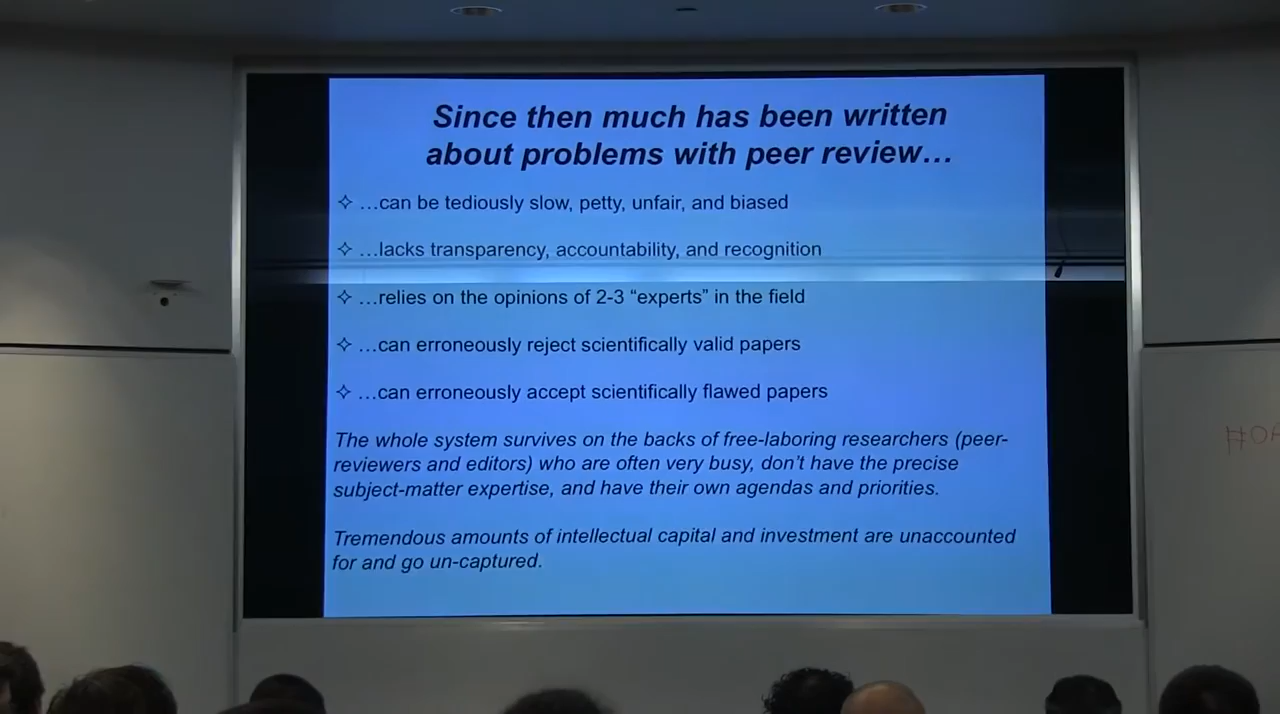 Since then much has been written
about problems with peer review…
✧ …can be tediously slow, petty, unfair, and biased
✧ …lacks transparency, accountability, and recognition
✧ …relies on the opinions of 2-3 “experts” in the field
✧ …can erroneously reject scientifically valid papers
✧ …can erroneously accept scientifically flawed papers
The whole system survives on the backs of free-laboring researchers (peer-
reviewers and editors) who are often very busy, don’t have the precise
subject-matter expertise, and have their own agendas and priorities.
Tremendous amounts of intellectual capital and investment are unaccounted
for and go un-captured.